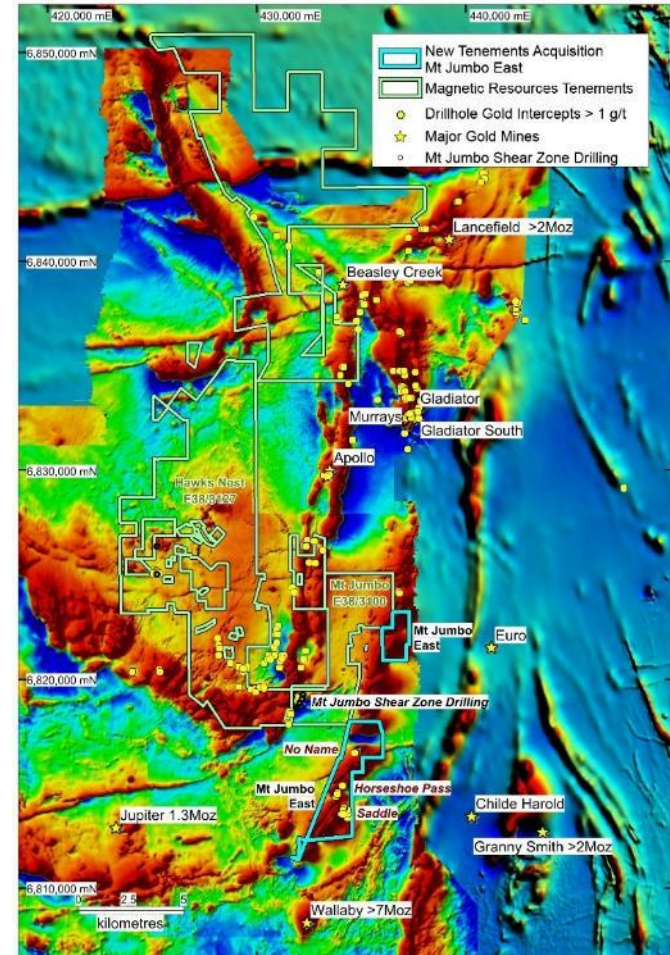 420,000 mE
430,000 mE
440,000 mE
6,850,000 mN
New Tenements Acquisition
Mt Jumbo East
Magnetic Resources Tenements
Drillhole Gold Intercepts > 1 g/t
Major Gold Mines
Mt Jumbo Shear Zone Drilling
Lancefield >2Moz
6,840,000 mN
Beasley Creek
Gladiator
Murrays
Gladiator South
Apollo
6,830,000 mN
Hawks Nest
E38/3127
Mt Jumbo
E38/3100
Mt Jumbo
East
Euro
6,820,000 mN
Mt Jumbo Shear Zone Drilling
No Name
Mt Jumbo
East
Horseshoe Pass
Saddle
Jupiter 1.3Moz
Childe Harold
Granny Smith >2Moz
6,810,000 mN
0 2.5 5
kilometres
Wallaby >7Moz